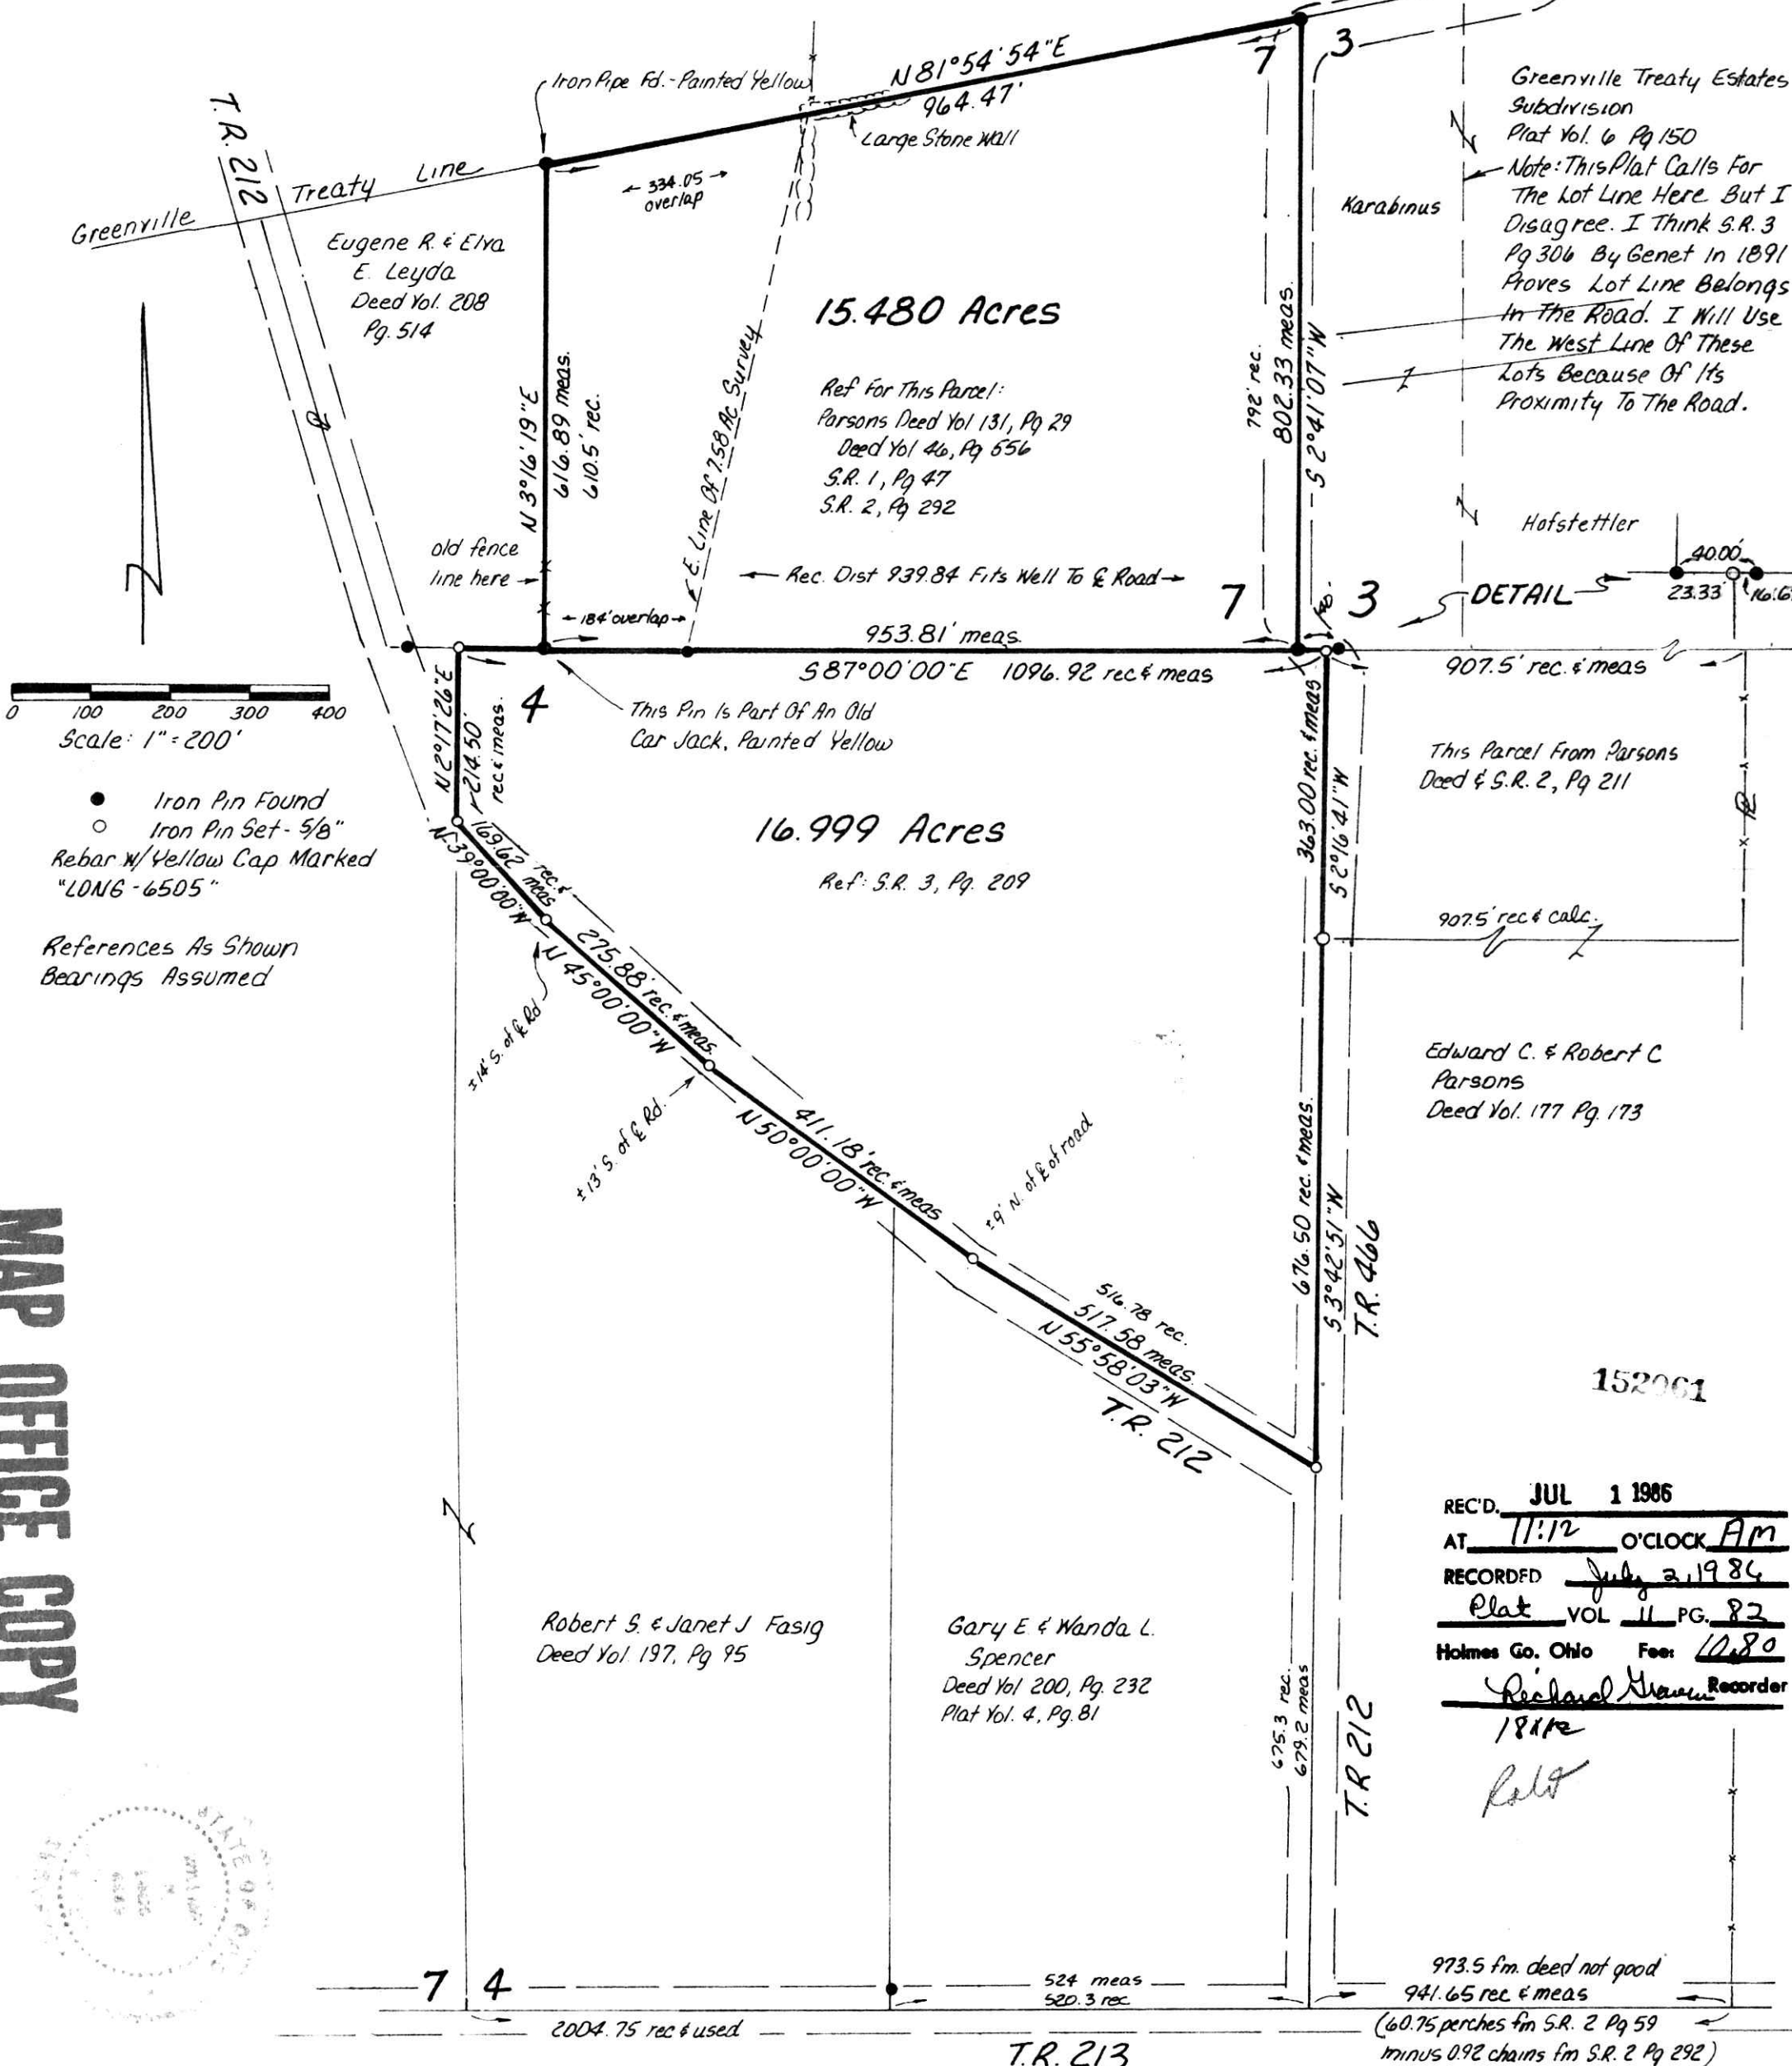 N 81°54'54"E
964.47'
7
3
Iron Pipe Fd.-Painted Yellow
Large Stone Wall
T.R. 212
Greenville Treaty Line
← 334.05 →
overlap
Eugene R. & Elva
E. Leyda
Deed Vol. 208
Pg. 514
Karabinus
Greenville Treaty Estates
Subdivision
Plat Vol. 6 Pg 150
Note: This Plat Calls For
The Lot Line Here. But I
Disagree. I Think S.R. 3
Pg 306 By Genet In 1891
Proves Lot Line Belongs
In The Road. I Will Use
The West Line Of These
Lots Because Of Its
Proximity To The Road.
15.480 Acres
Ref For This Parcel:
Parsons Deed Vol 131, Pg 29
Deed Vol 46, Pg 556
S.R. 1, Pg 47
S.R. 2, Pg 292
N 3°16'19"E
616.89 meas.
610.5' rec.
E. Line Of 7.58 Ac Survey
792' rec.
802.33 meas.
S 2°41'07"W
old fence
line here →
← Rec. Dist 939.84 Fits Well To ℄ Road →
Hofstettler
40.00'
DETAIL
23.33'
7
3
← 184' overlap →
953.81' meas.
S 87°00'00"E 1096.92 rec & meas
907.5' rec. & meas
4
This Pin Is Part Of An Old
Car Jack, Painted Yellow
0 100 200 300 400
Scale: 1"=200'
214.50'
rec & meas.
363.00 rec. & meas
S 2°16'41"W
This Parcel From Parsons
Deed & S.R. 2, Pg 211
Iron Pin Found
Iron Pin Set - 5/8"
Rebar w/ Yellow Cap Marked
"LONG-6505"
References As Shown
Bearings Assumed
16.999 Acres
Ref: S.R. 3, Pg. 209
169.62 rec. & meas
N 39°00'00"W
907.5' rec & calc.
275.88' rec. & meas.
N 45°00'00"W
±14' S. of ℄ Rd
±13' S. of ℄ Rd.
411.18' rec. & meas
N 50°00'00"W
±9' N. of ℄ of road
Edward C. & Robert C
Parsons
Deed Vol. 177 Pg. 173
676.50 rec. & meas.
S 3°42'51"W
T.R. 466
516.78 rec.
517.58 meas.
N 55°58'03"W
T.R. 212
MAP OFFICE COPY
REC'D. JUL 1 1986
AT 11:12 O'CLOCK AM
RECORDED July 2, 1986
Plat VOL 11 PG. 82
Holmes Co. Ohio Fee: 10.80
Richard Graven Recorder
18x12
Robert S. & Janet J Fasig
Deed Vol. 197, Pg 95
Gary E. & Wanda L.
Spencer
Deed Vol 200, Pg. 232
Plat Vol. 4, Pg. 81
675.3 rec.
679.2 meas
T.R 212
STATE OF
7 4
524 meas
520.3 rec
973.5 fm. deed not good
941.65 rec & meas
2004.75 rec & used
(60.75 perches fm S.R. 2 Pg 59
minus 0.92 chains fm S.R. 2 Pg 292)
T.R. 213